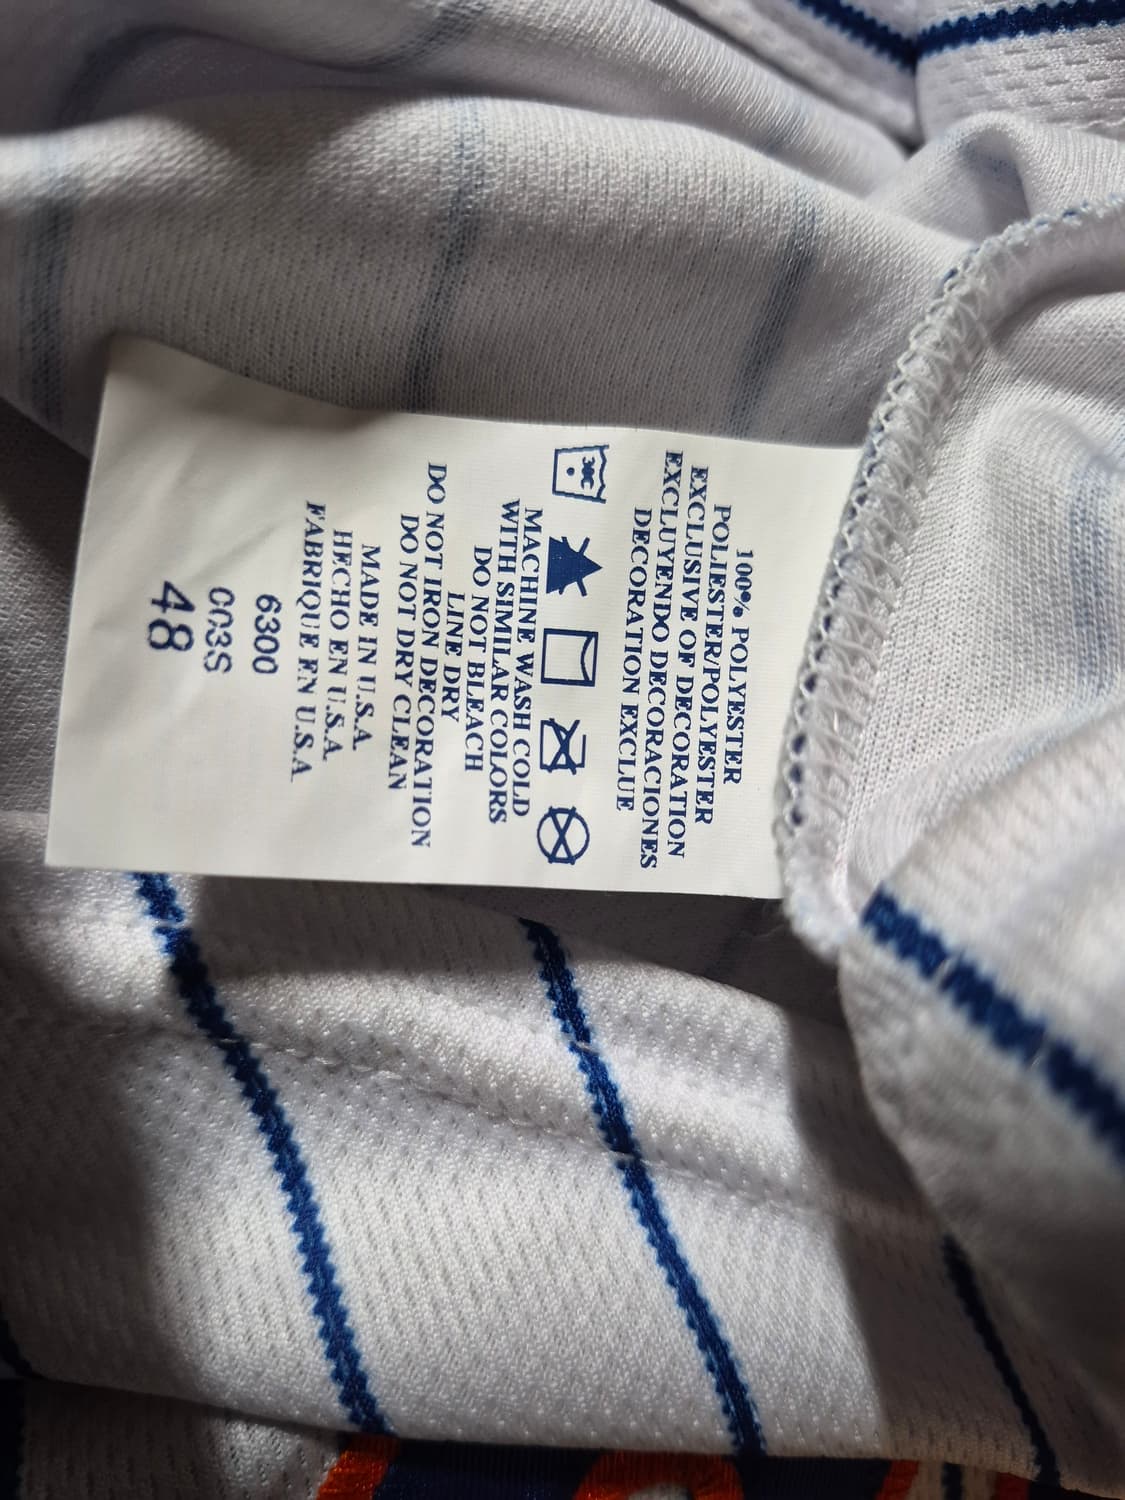 100% POLYESTER
POLIESTER/POLYESTER
EXCLUSIVE OF DECORATION
EXCLUYENDO DECORACIONES
DECORATION EXCLUE
30C
MACHINE WASH COLD
WITH SIMILAR COLORS
DO NOT BLEACH
LINE DRY
DO NOT IRON DECORATION
DO NOT DRY CLEAN
MADE IN U.S.A.
HECHO EN U.S.A.
FABRIQUE EN U.S.A
6300
003S
48